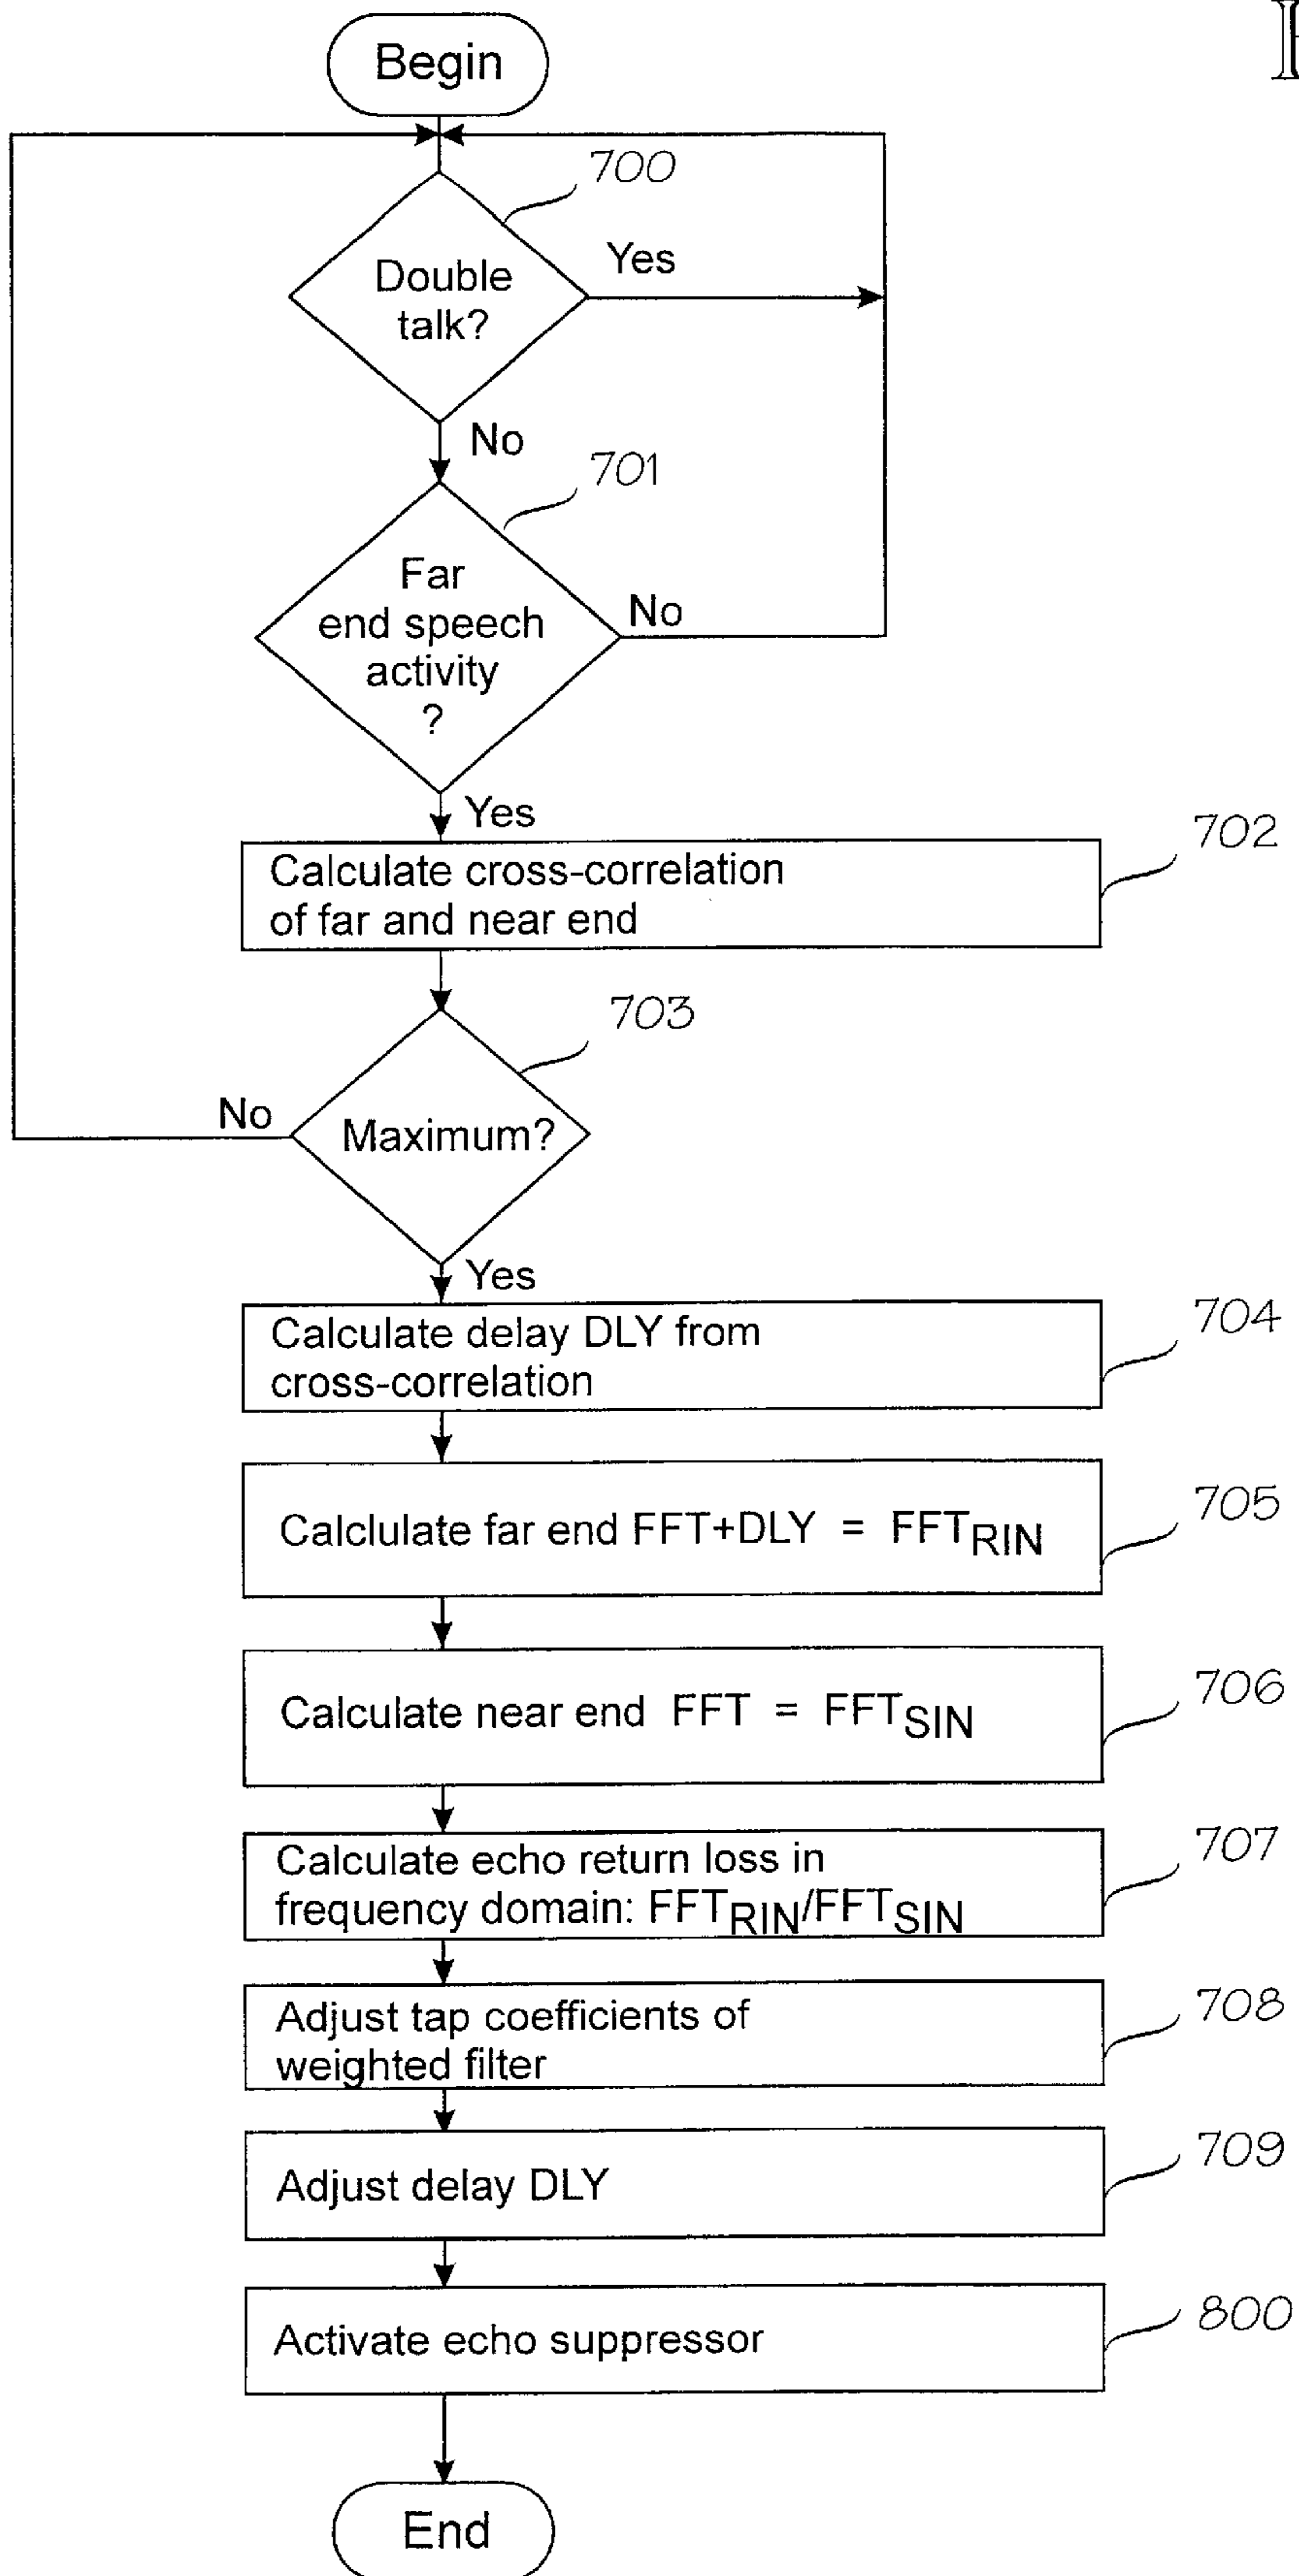 Begin
700
Double
talk?
Yes
No
701
Far
end speech
activity
?
No
Yes
702
Calculate cross-correlation
of far and near end
703
No
Maximum?
Yes
704
Calculate delay DLY from
cross-correlation
705
Calclulate far end FFT+DLY = FFTRIN
706
Calculate near end FFT = FFTSIN
707
Calculate echo return loss in
frequency domain: FFTRIN/FFTSIN
708
Adjust tap coefficients of
weighted filter
709
Adjust delay DLY
800
Activate echo suppressor
End